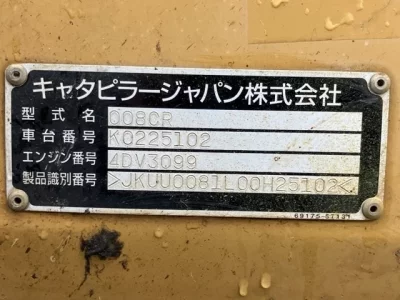 キャタピラージャパン株式会社
型式名 008CR
車台番号 K0225102
エンジン番号 4DV3099
製品識別番号 >JKUU0081L00H25102<